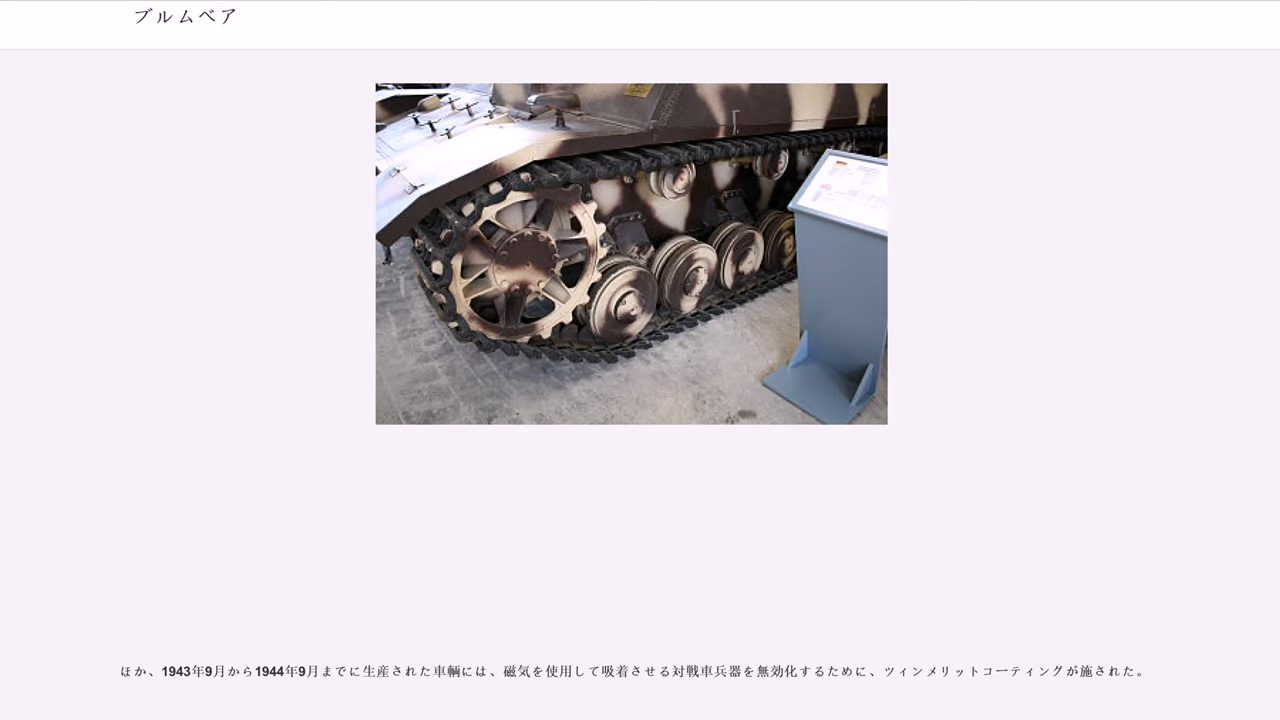 ブルムベア
ほか、1943年9月から1944年9月までに生産された車輌には、磁気を使用して吸着させる対戦車兵器を無効化するために、ツィンメリットコーティングが施された。